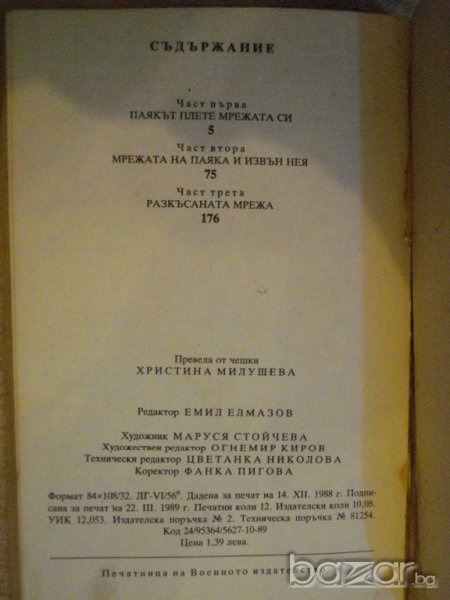 СЪДЪРЖАНИЕ
Част първа
ПАЯКЪТ ПЛЕТЕ МРЕЖАТА СИ
5
Част втора
МРЕЖАТА НА ПАЯКА И ИЗВЪН НЕЯ
75
Част трета
РАЗКЪСАНАТА МРЕЖА
176
Превела от чешки
ХРИСТИНА МИЛУШЕВА
Редактор ЕМИЛ ЕЛМАЗОВ
Художник МАРУСЯ СТОЙЧЕВА
Художествен редактор ОГНЕМИР КИРОВ
Технически редактор ЦВЕТАНКА НИКОЛОВА
Коректор ФАНКА ПИГОВА
Формат 84×108/32. ЛГ-VI/56⁶. Дадена за печат на 14. XII. 1988 г. Подпи-
сана за печат на 22. III. 1989 г. Печатни коли 12. Издателски коли 10,08.
УИК 12,053. Издателска поръчка № 2. Техническа поръчка № 81254.
Код 24/95364/5627-10-89
Цена 1,39 лева.
Печатница на Военното издателство
bazar.bg